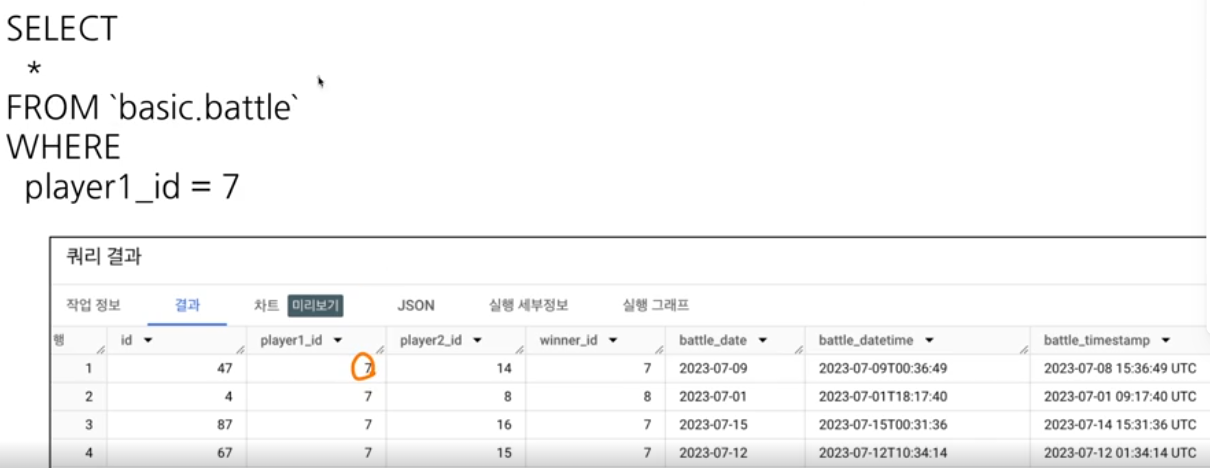 SELECT
*
FROM `basic.battle`
WHERE
player1_id = 7
쿼리 결과
작업 정보 결과 차트 미리보기 JSON 실행 세부정보 실행 그래프
행 id player1_id player2_id winner_id battle_date battle_datetime battle_timestamp
1 47 7 14 7 2023-07-09 2023-07-09T00:36:49 2023-07-08 15:36:49 UTC
2 4 7 8 8 2023-07-01 2023-07-01T18:17:40 2023-07-01 09:17:40 UTC
3 87 7 16 7 2023-07-15 2023-07-15T00:31:36 2023-07-14 15:31:36 UTC
4 67 7 15 7 2023-07-12 2023-07-12T10:34:14 2023-07-12 01:34:14 UTC